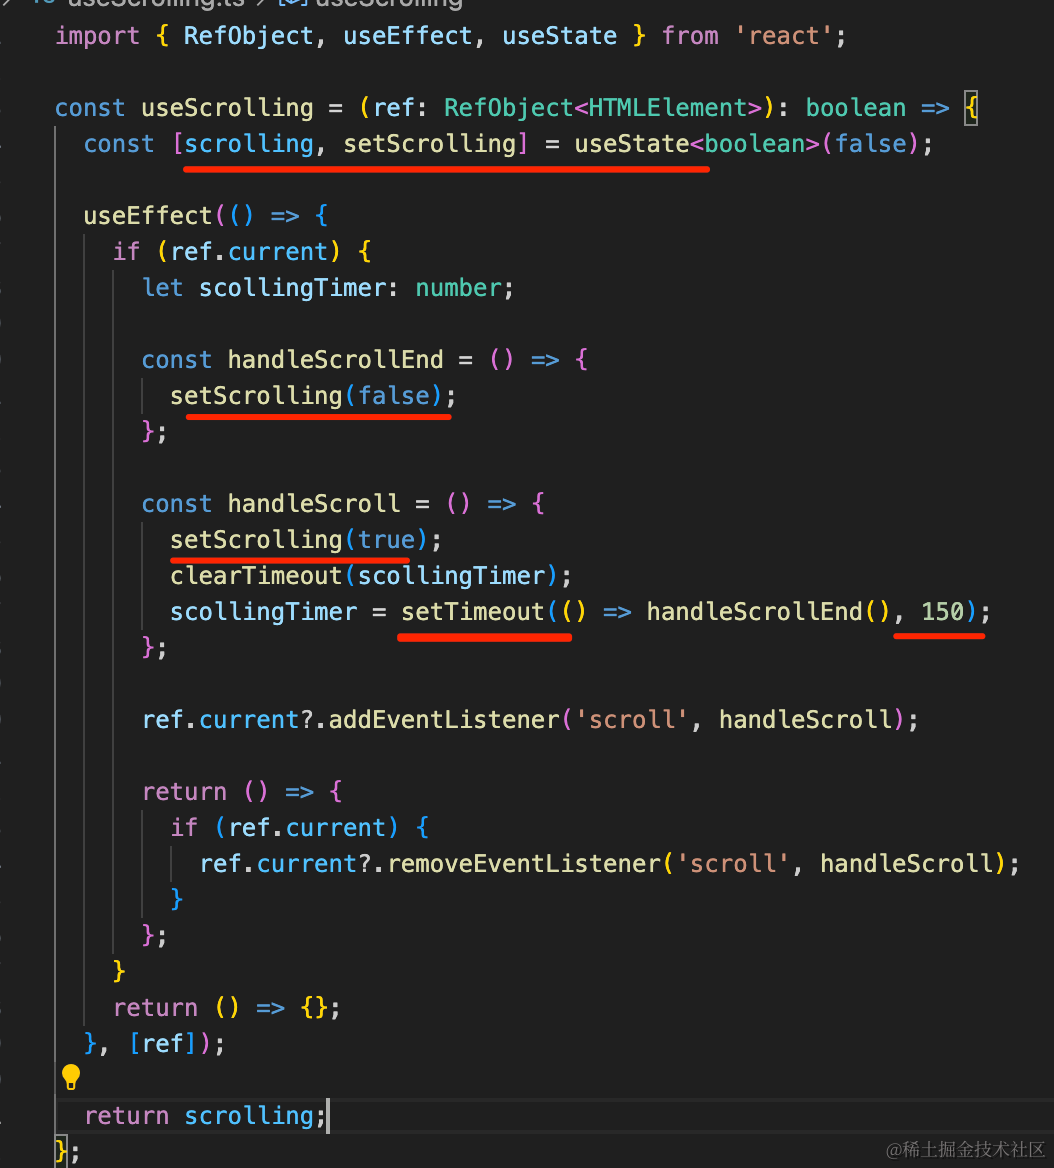 useScrolling.ts > useScrolling
import { RefObject, useEffect, useState } from 'react';
const useScrolling = (ref: RefObject<HTMLElement>): boolean => {
const [scrolling, setScrolling] = useState<boolean>(false);
useEffect(() => {
if (ref.current) {
let scollingTimer: number;
const handleScrollEnd = () => {
setScrolling(false);
};
const handleScroll = () => {
setScrolling(true);
clearTimeout(scollingTimer);
scollingTimer = setTimeout(() => handleScrollEnd(), 150);
};
ref.current?.addEventListener('scroll', handleScroll);
return () => {
if (ref.current) {
ref.current?.removeEventListener('scroll', handleScroll);
}
};
}
return () => {};
}, [ref]);
return scrolling;
};
@稀土掘金技术社区